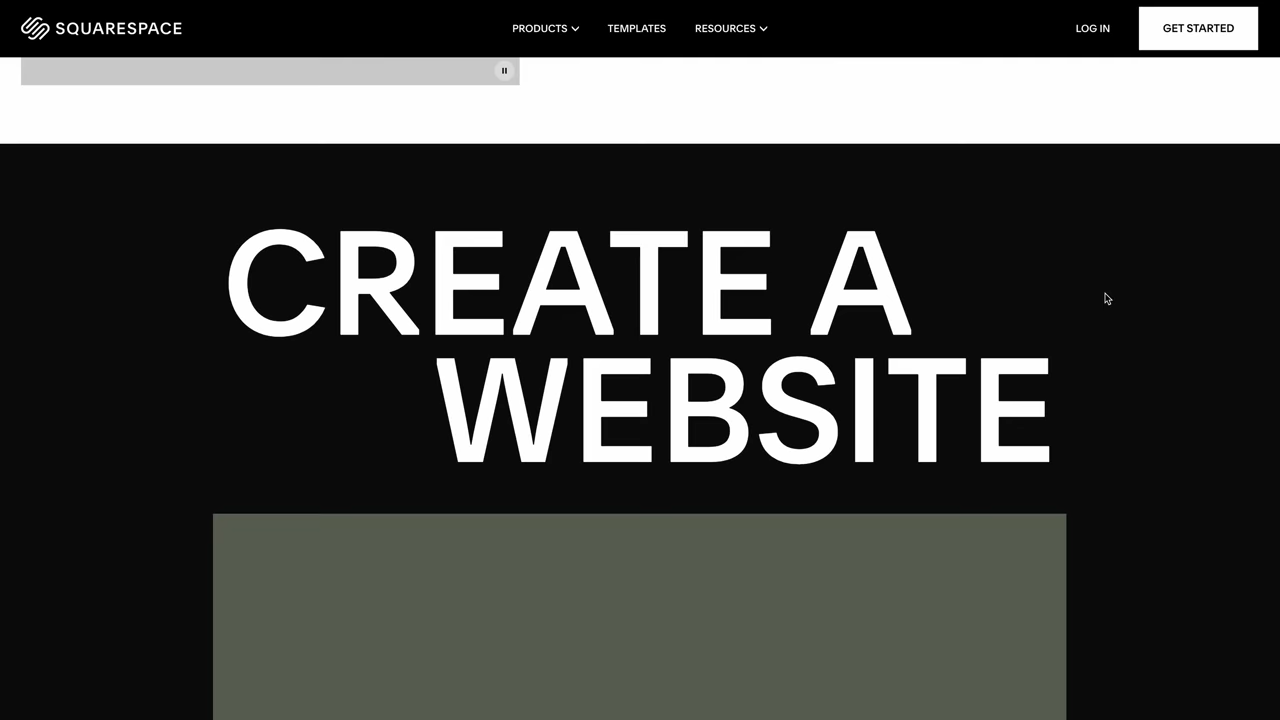 SQUARESPACE
PRODUCTS
TEMPLATES
RESOURCES
LOG IN
GET STARTED
CREATE A
WEBSITE